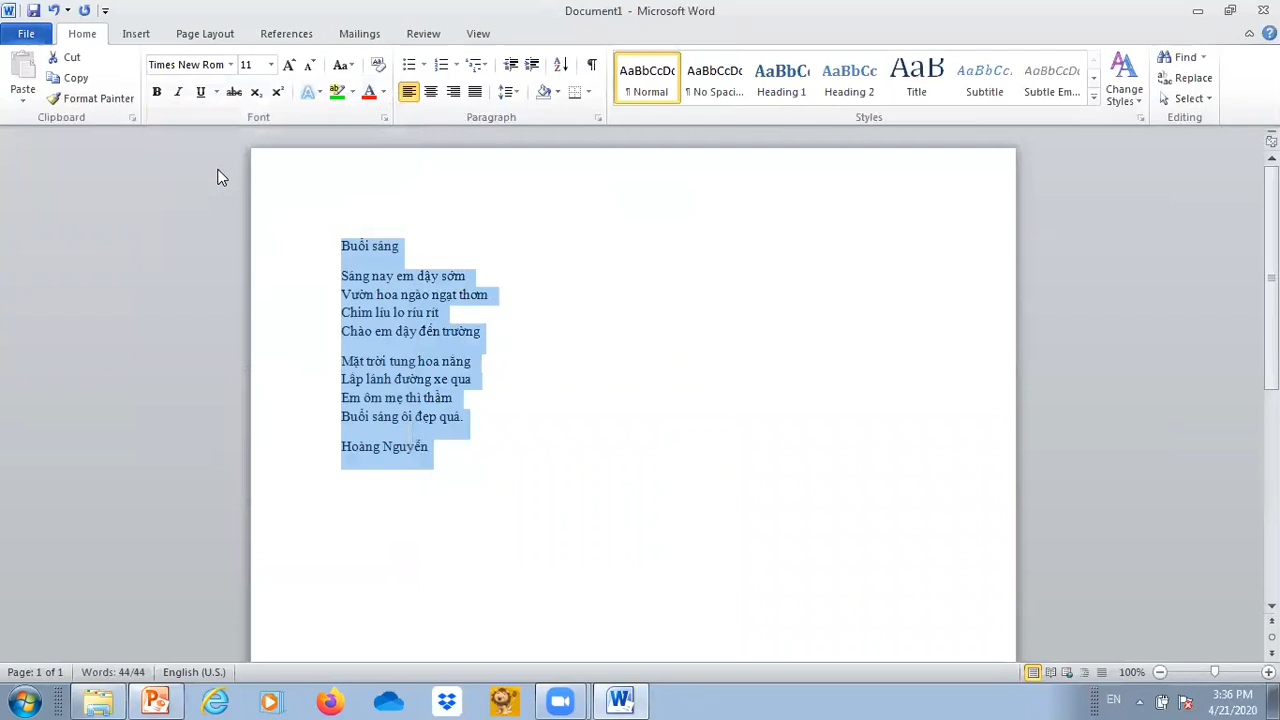 Document1 - Microsoft Word
File Home Insert Page Layout References Mailings Review View
Paste
Cut
Copy
Format Painter
Clipboard
Times New Rom 11
Font
Paragraph
AaBbCcDc AaBbCcDc AaBbC AaBbCc AaB AaBbCc. AaBbCcDc
¶ Normal ¶ No Spaci... Heading 1 Heading 2 Title Subtitle Subtle Em...
Styles
Change Styles
Find
Replace
Select
Editing
Buổi sáng
Sáng nay em dậy sớm
Vườn hoa ngào ngạt thơm
Chim líu lo ríu rít
Chào em dậy đến trường
Mặt trời tung hoa nắng
Lấp lánh đường xe qua
Em ôm mẹ thì thầm
Buổi sáng ôi đẹp quá.
Hoàng Nguyễn
Page: 1 of 1 Words: 44/44 English (U.S.) 100%
EN 3:36 PM
4/21/2020